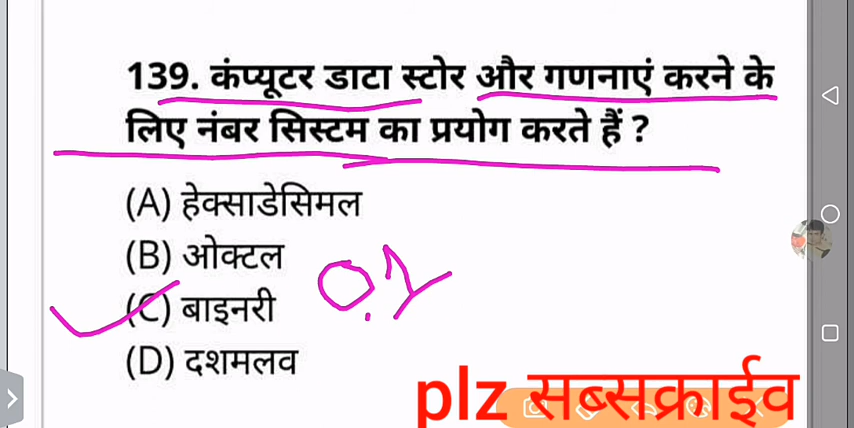 139. कंप्यूटर डाटा स्टोर और गणनाएं करने के
लिए नंबर सिस्टम का प्रयोग करते हैं ?
(A) हेक्साडेसिमल
(B) ओक्टल
(C) बाइनरी
0.1
(D) दशमलव
plz सब्सक्राईव